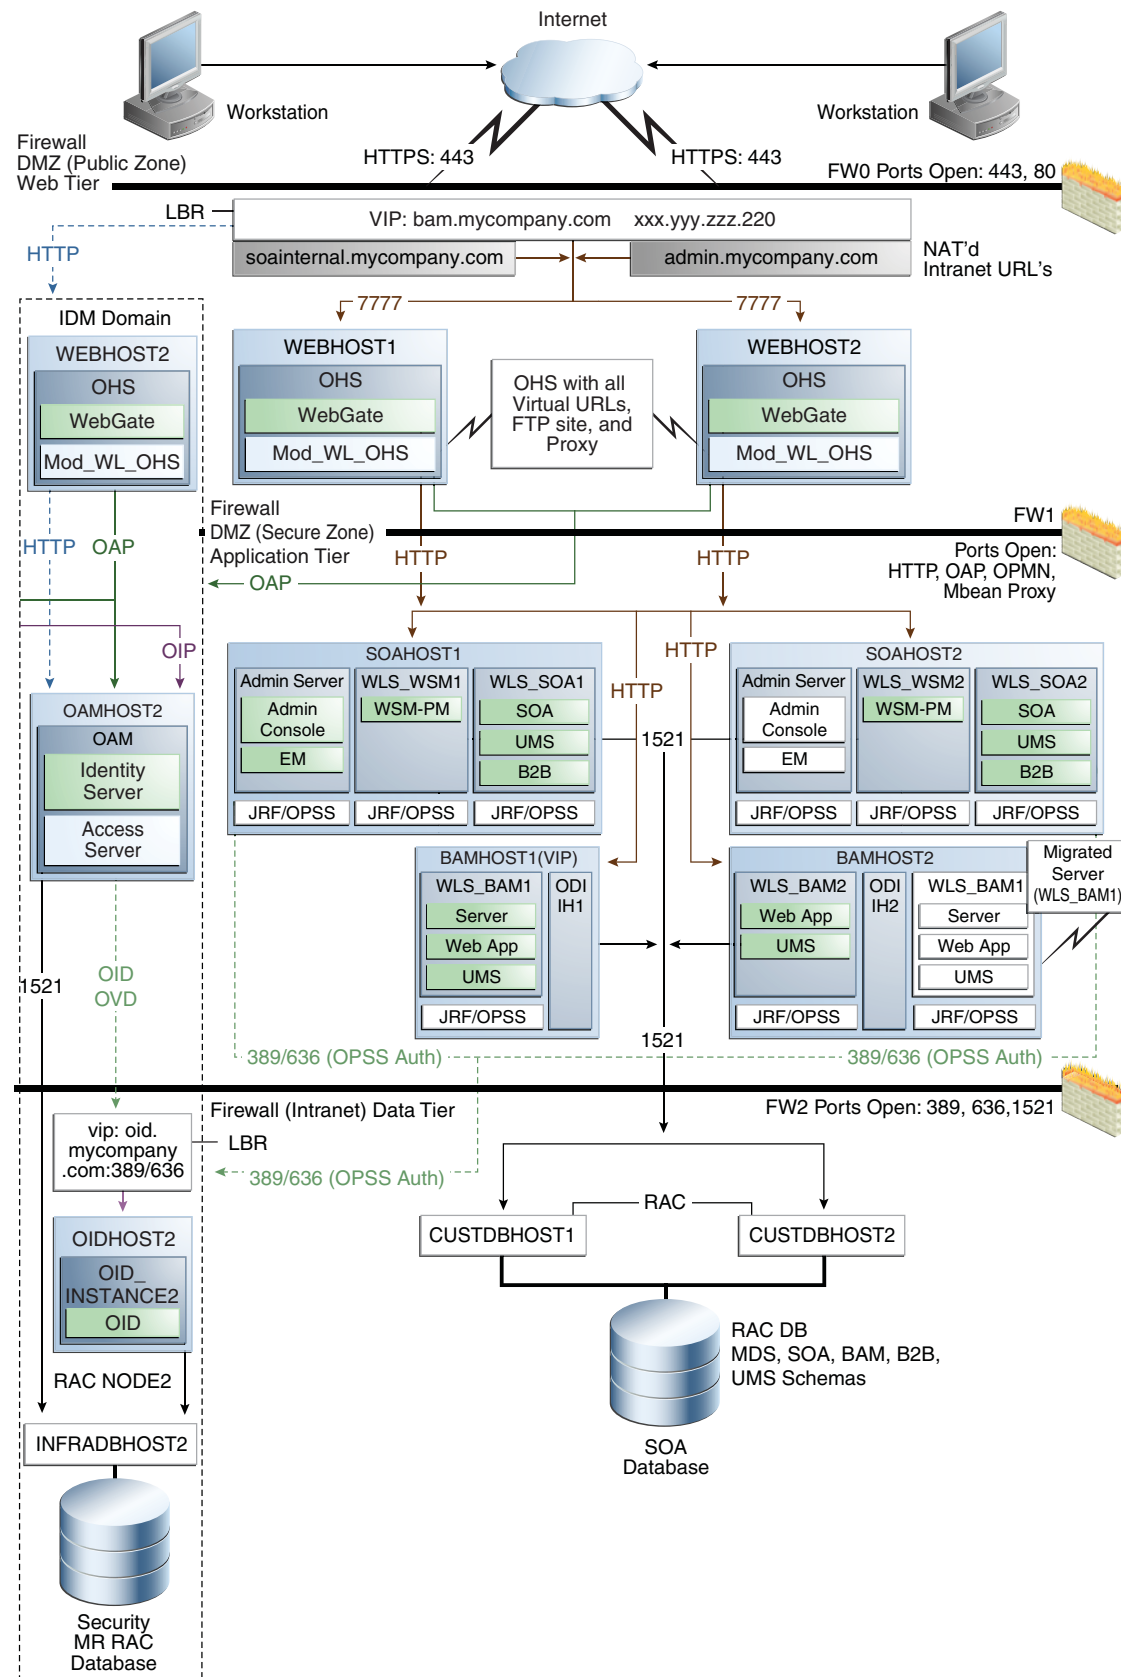 Internet
Workstation
Workstation
Firewall
DMZ (Public Zone)
Web Tier
HTTPS: 443
HTTPS: 443
FW0 Ports Open: 443, 80
LBR
VIP: bam.mycompany.com xxx.yyy.zzz.220
HTTP
soainternal.mycompany.com
admin.mycompany.com
NAT'd
Intranet URL's
7777
7777
IDM Domain
WEBHOST2
OHS
WebGate
Mod_WL_OHS
WEBHOST1
OHS
WebGate
Mod_WL_OHS
OHS with all
Virtual URLs,
FTP site, and
Proxy
WEBHOST2
OHS
WebGate
Mod_WL_OHS
Firewall
DMZ (Secure Zone)
Application Tier
FW1
Ports Open:
HTTP, OAP, OPMN,
Mbean Proxy
HTTP
OAP
HTTP
HTTP
OAP
OIP
HTTP
HTTP
SOAHOST1
Admin Server
Admin
Console
EM
WLS_WSM1
WSM-PM
WLS_SOA1
SOA
UMS
B2B
JRF/OPSS
JRF/OPSS
JRF/OPSS
1521
SOAHOST2
Admin Server
Admin
Console
EM
WLS_WSM2
WSM-PM
WLS_SOA2
SOA
UMS
B2B
JRF/OPSS
JRF/OPSS
JRF/OPSS
OAMHOST2
OAM
Identity
Server
Access
Server
BAMHOST1(VIP)
WLS_BAM1
Server
Web App
UMS
ODI
IH1
JRF/OPSS
BAMHOST2
WLS_BAM2
Web App
UMS
ODI
IH2
WLS_BAM1
Server
Web App
UMS
JRF/OPSS
JRF/OPSS
Migrated
Server
(WLS_BAM1)
1521
OID
OVD
1521
389/636 (OPSS Auth)
389/636 (OPSS Auth)
Firewall (Intranet) Data Tier
FW2 Ports Open: 389, 636,1521
vip: oid.
mycompany
.com:389/636
LBR
389/636 (OPSS Auth)
RAC
CUSTDBHOST1
CUSTDBHOST2
OIDHOST2
OID_
INSTANCE2
OID
RAC NODE2
RAC DB
MDS, SOA, BAM, B2B,
UMS Schemas
SOA
Database
INFRADBHOST2
Security
MR RAC
Database